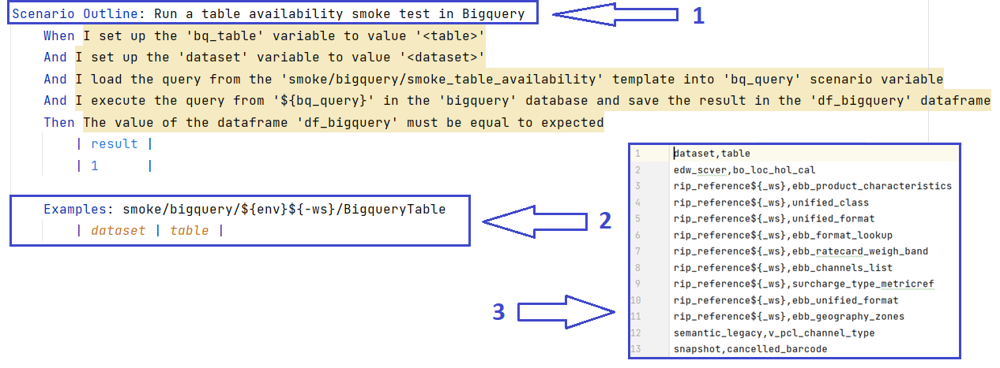 Scenario Outline: Run a table availability smoke test in Bigquery
1
When I set up the 'bq_table' variable to value '<table>'
And I set up the 'dataset' variable to value '<dataset>'
And I load the query from the 'smoke/bigquery/smoke_table_availability' template into 'bq_query' scenario variable
And I execute the query from '${bq_query}' in the 'bigquery' database and save the result in the 'df_bigquery' dataframe
Then The value of the dataframe 'df_bigquery' must be equal to expected
| result |
| 1 |
Examples: smoke/bigquery/${env}${-ws}/BigqueryTable
| dataset | table |
2
3
1 dataset,table
2 edw_scver,bo_loc_hol_cal
3 rip_reference${_ws},ebb_product_characteristics
4 rip_reference${_ws},unified_class
5 rip_reference${_ws},unified_format
6 rip_reference${_ws},ebb_format_lookup
7 rip_reference${_ws},ebb_ratecard_weigh_band
8 rip_reference${_ws},ebb_channels_list
9 rip_reference${_ws},surcharge_type_metricref
10 rip_reference${_ws},ebb_unified_format
11 rip_reference${_ws},ebb_geography_zones
12 semantic_legacy,v_pcl_channel_type
13 snapshot,cancelled_barcode